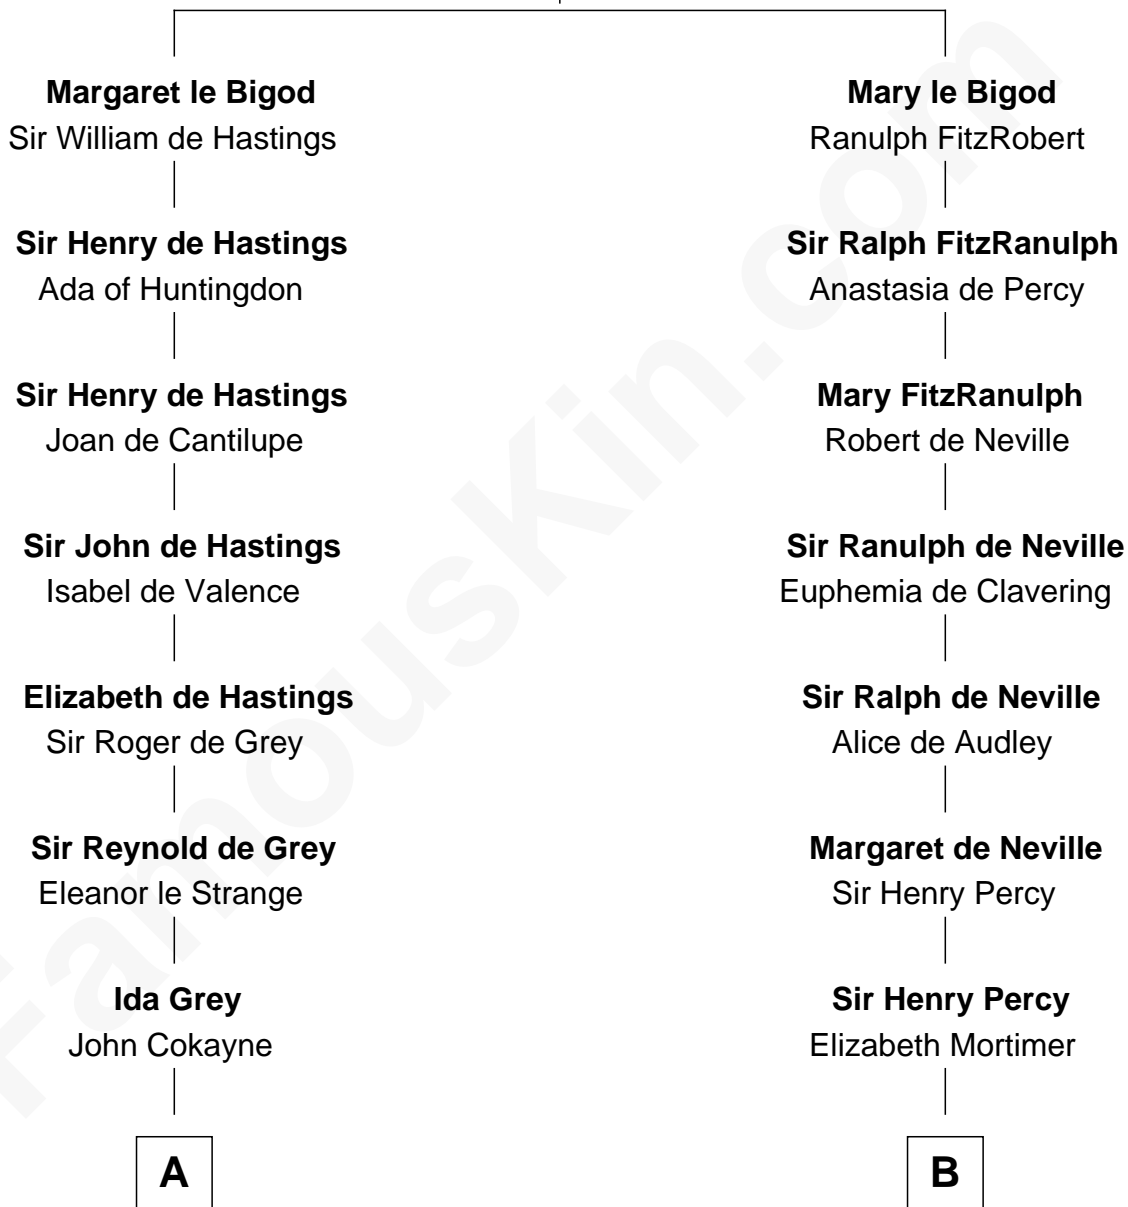 Margaret le Bigod
Sir William de Hastings
Sir Henry de Hastings
Ada of Huntingdon
Sir Henry de Hastings
Joan de Cantilupe
Sir John de Hastings
Isabel de Valence
Elizabeth de Hastings
Sir Roger de Grey
Sir Reynold de Grey
Eleanor le Strange
Ida Grey
John Cokayne
A
Mary le Bigod
Ranulph FitzRobert
Sir Ralph FitzRanulph
Anastasia de Percy
Mary FitzRanulph
Robert de Neville
Sir Ranulph de Neville
Euphemia de Clavering
Sir Ralph de Neville
Alice de Audley
Margaret de Neville
Sir Henry Percy
Sir Henry Percy
Elizabeth Mortimer
B
FamousKin.com